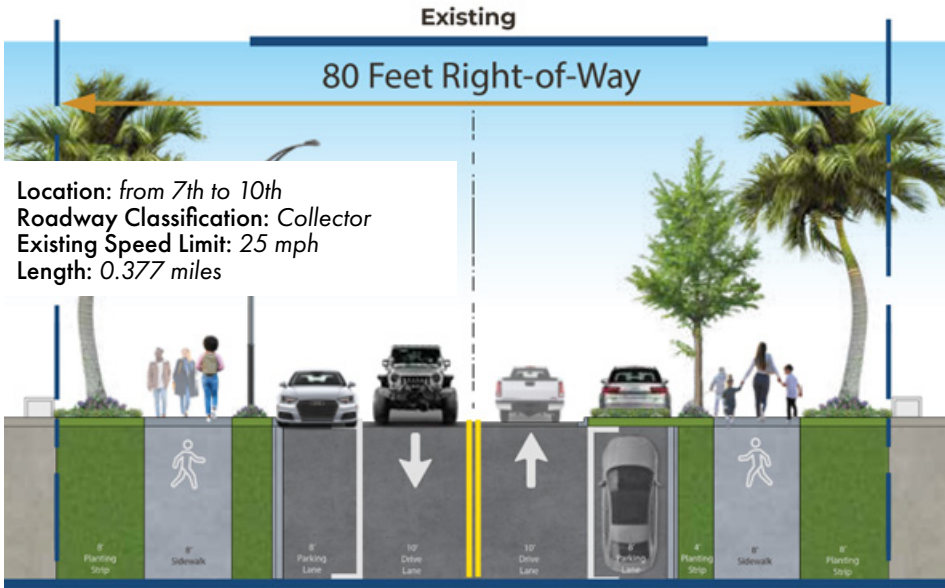 Existing
80 Feet Right-of-Way
Location: from 7th to 10th
Roadway Classification: Collector
Existing Speed Limit: 25 mph
Length: 0.377 miles
8'
Planting
Strip
8'
Sidewalk
8'
Parking
Lane
10'
Drive
Lane
10'
Drive
Lane
8'
Parking
Lane
4'
Planting
Strip
8'
Sidewalk
8'
Planting
Strip